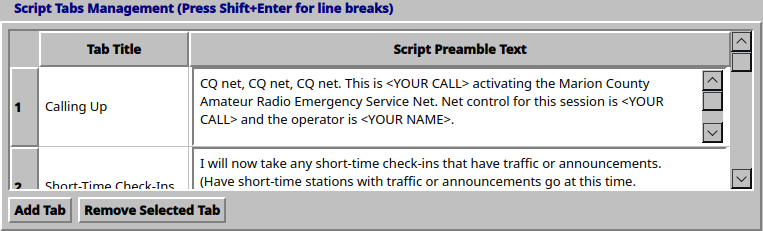 Script Tabs Management (Press Shift+Enter for line breaks)
Tab Title
Script Preamble Text
1
Calling Up
CQ net, CQ net, CQ net. This is <YOUR CALL> activating the Marion County
Amateur Radio Emergency Service Net. Net control for this session is <YOUR
CALL> and the operator is <YOUR NAME>.
2
Short-Time Check-Ins
I will now take any short-time check-ins that have traffic or announcements.
(Have short-time stations with traffic or announcements go at this time.
Add Tab
Remove Selected Tab